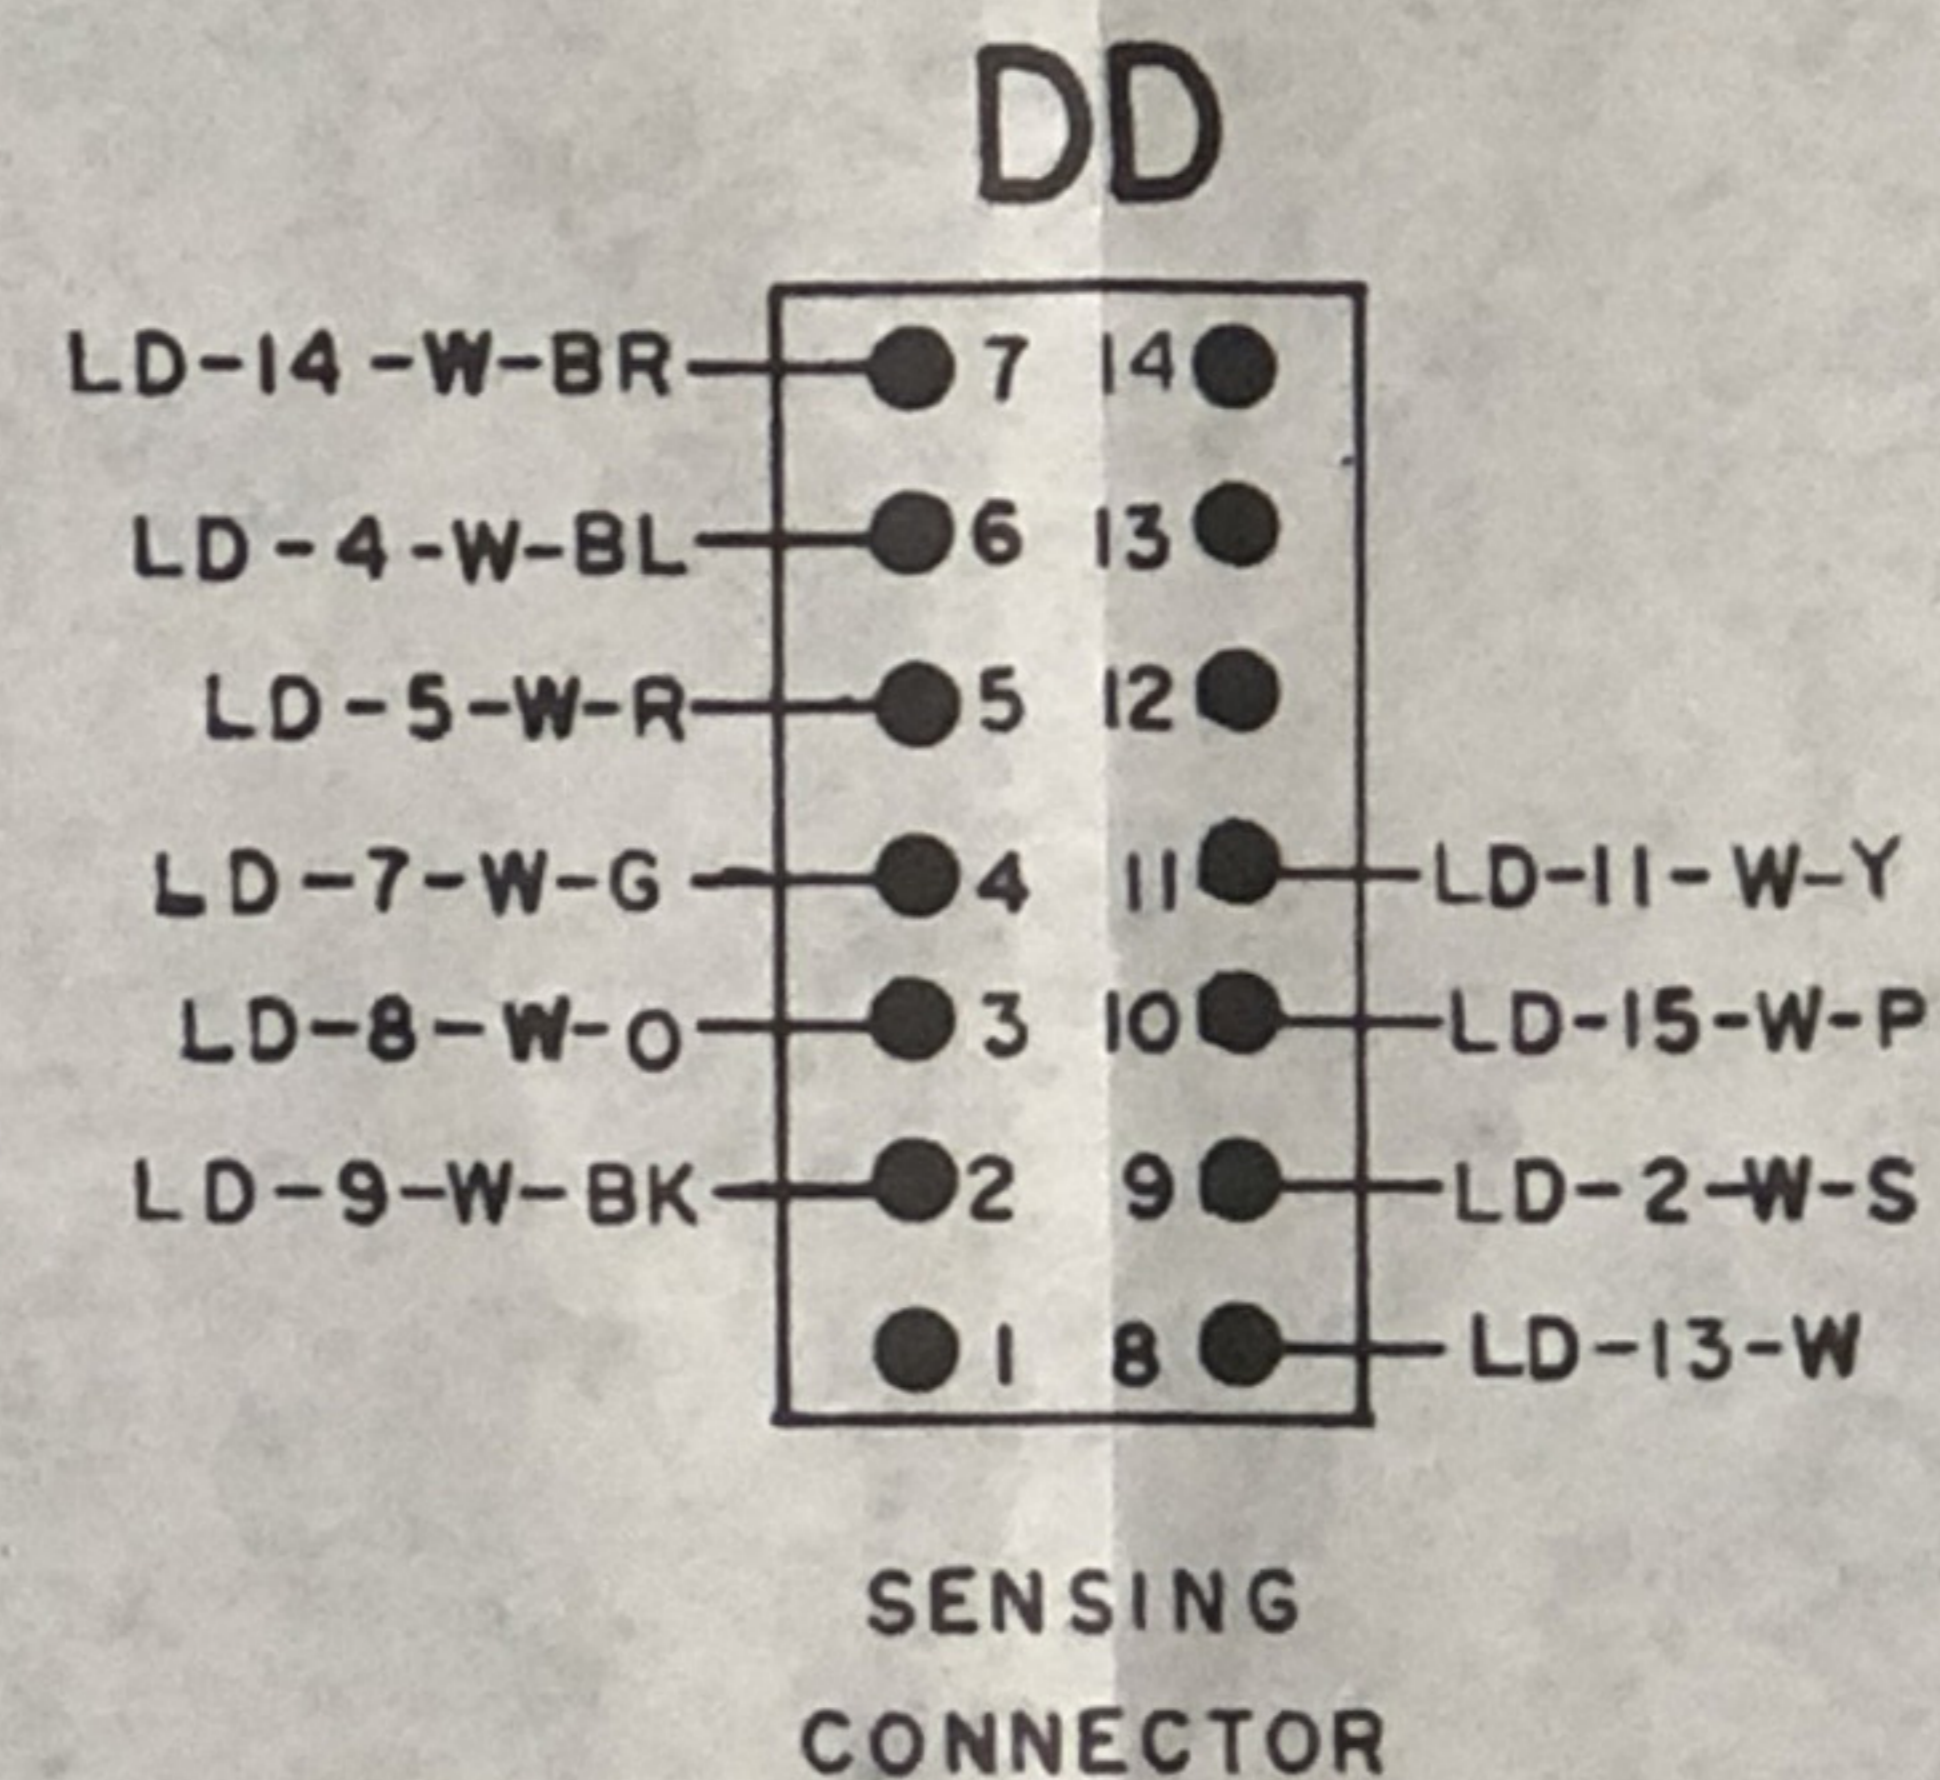 DD
LD-14-W-BR 7 14
LD-4-W-BL 6 13
LD-5-W-R 5 12
LD-7-W-G 4 11 LD-11-W-Y
LD-8-W-O 3 10 LD-15-W-P
LD-9-W-BK 2 9 LD-2-W-S
1 8 LD-13-W
SENSING
CONNECTOR